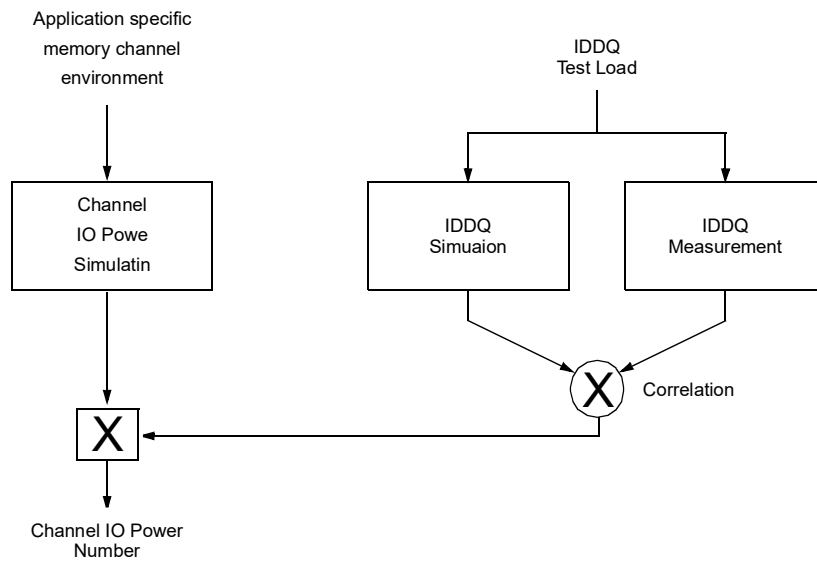 Application specific
memory channel
environment
IDDQ
Test Load
Channel
IO Powe
Simulatin
IDDQ
Simuaion
IDDQ
Measurement
X
Correlation
X
Channel IO Power
Number